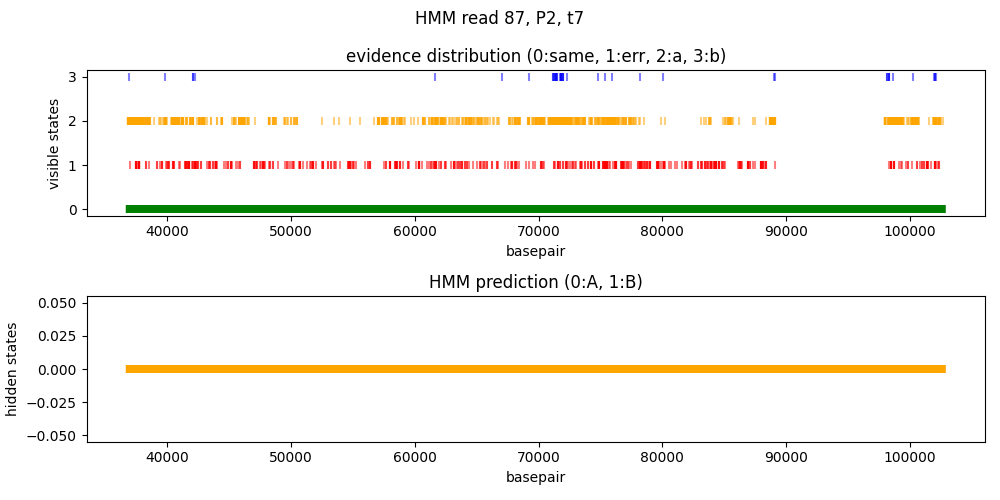 HMM read 87, P2, t7
evidence distribution (0:same, 1:err, 2:a, 3:b)
visible states
3
2
1
0
40000 50000 60000 70000 80000 90000 100000
basepair
HMM prediction (0:A, 1:B)
hidden states
0.050
0.025
0.000
−0.025
−0.050
40000 50000 60000 70000 80000 90000 100000
basepair